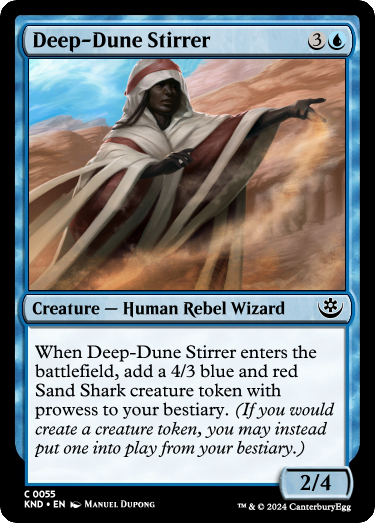 Deep-Dune Stirrer 3
Creature — Human Rebel Wizard
When Deep-Dune Stirrer enters the
battlefield, add a 4/3 blue and red
Sand Shark creature token with
prowess to your bestiary. (If you would
create a creature token, you may instead
put one into play from your bestiary.)
2/4
C 0055
KND • EN Manuel Dupong
™ & © 2024 CanterburyEgg